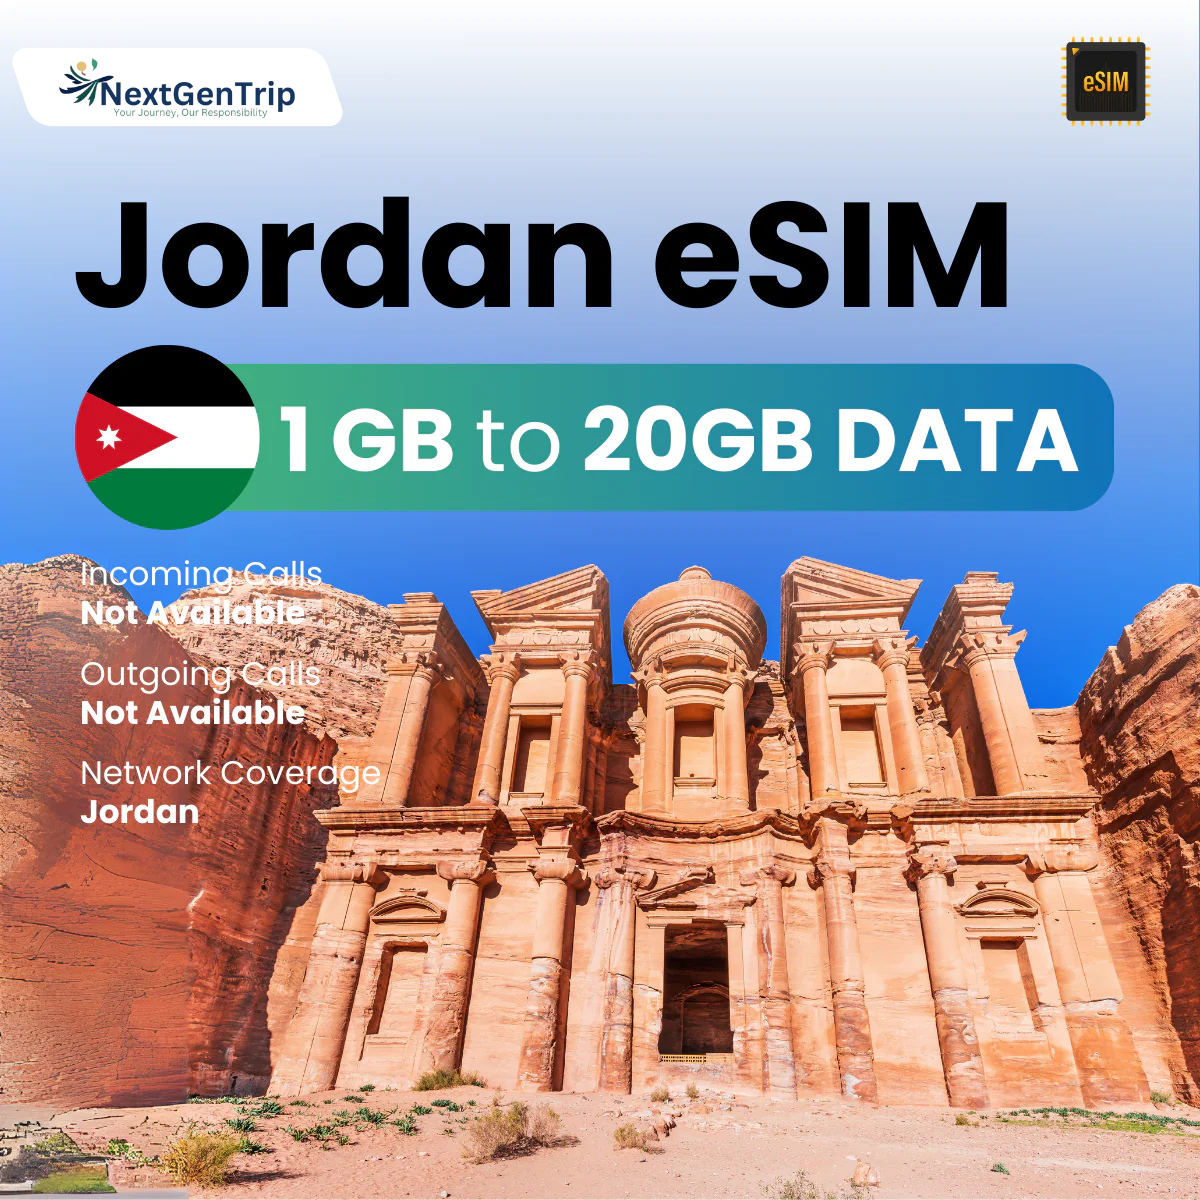 NextGenTrip
Your Journey, Our Responsibility
eSIM
Jordan eSIM
1 GB to 20GB DATA
Incoming Calls
Not Available
Outgoing Calls
Not Available
Network Coverage
Jordan